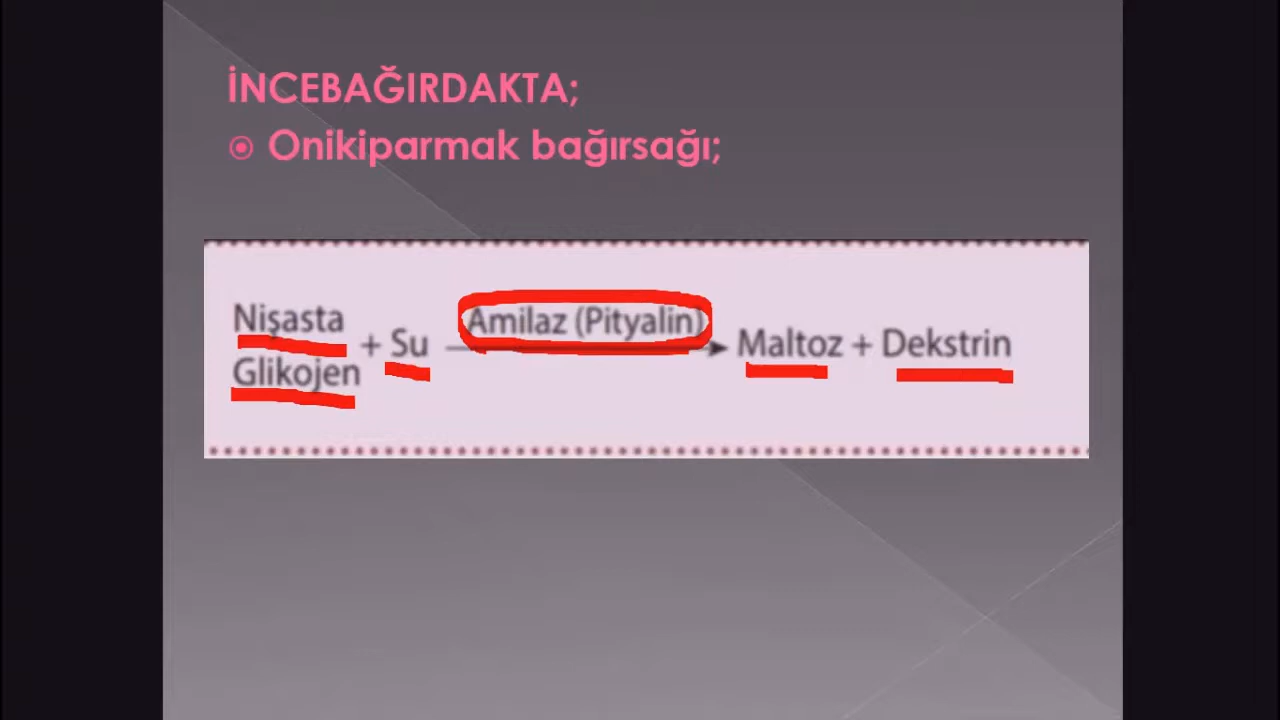 İNCEBAĞIRDAKTA;
Onikiparmak bağırsağı;
Nişasta
Glikojen
+ Su
Amilaz (Pityalin)
Maltoz + Dekstrin